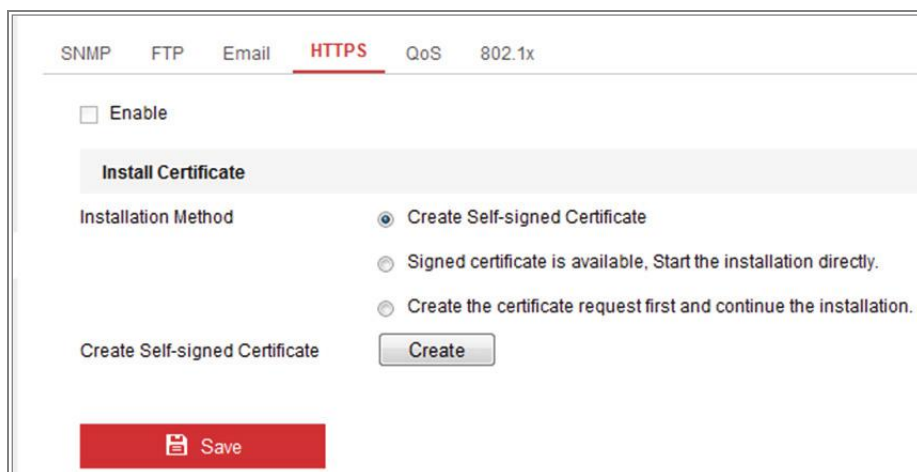 SNMP FTP Email HTTPS QoS 802.1x
Enable
Install Certificate
Installation Method
Create Self-signed Certificate
Signed certificate is available, Start the installation directly.
Create the certificate request first and continue the installation.
Create Self-signed Certificate Create
Save